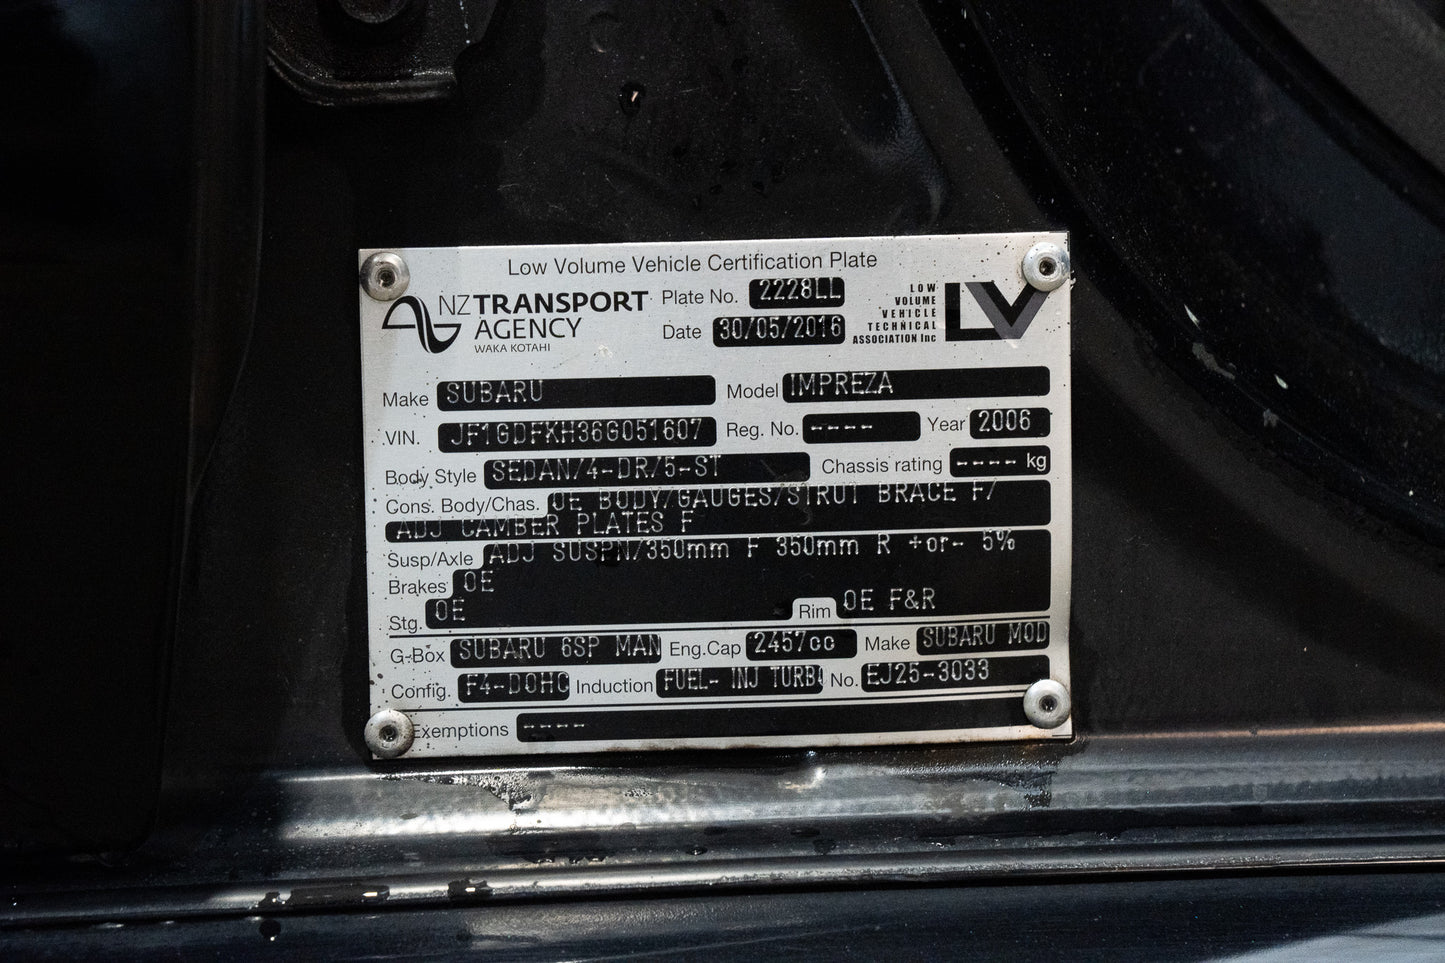 Low Volume Vehicle Certification Plate
NZTRANSPORT AGENCY
WAKA KOTAHI
Plate No. 2228LL
Date 30/05/2016
LOW VOLUME VEHICLE TECHNICAL ASSOCIATION Inc
LV
Make SUBARU Model IMPREZA
VIN. JF1GDFKH36G051607 Reg. No. ---- Year 2006
Body Style SEDAN/4-DR/5-ST Chassis rating ---- kg
Cons. Body/Chas. OE BODY/GAUGES/STRUT BRACE F/
ADJ CAMBER PLATES F
Susp/Axle ADJ SUSPN/350mm F 350mm R +or- 5%
Brakes OE
Stg. OE Rim OE F&R
G-Box SUBARU 6SP MAN Eng.Cap 2457cc Make SUBARU MOD
Config. F4-DOHC Induction FUEL- INJ TURBO No. EJ25-3033
Exemptions ----